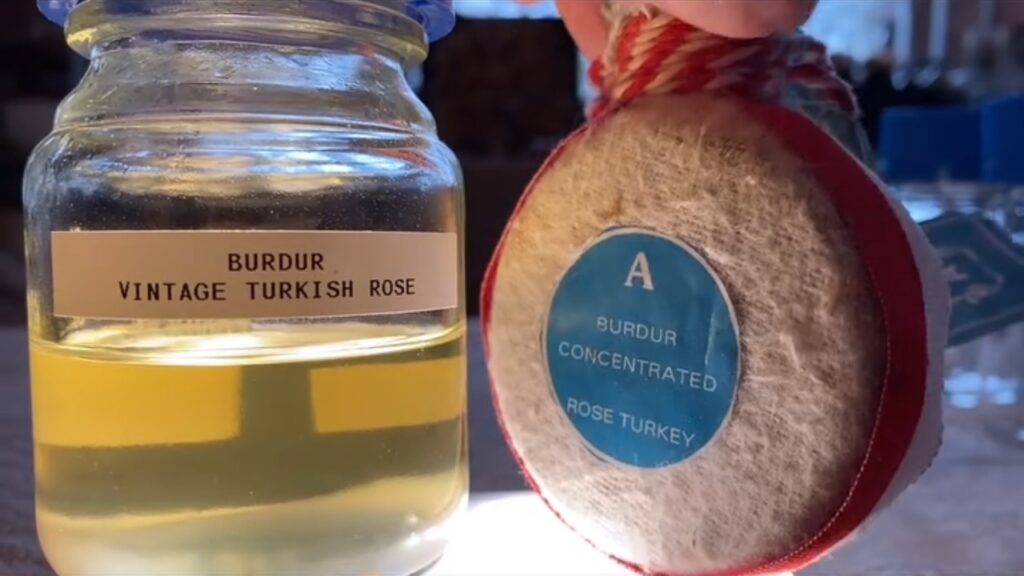 BURDUR
VINTAGE TURKISH ROSE
A
BURDUR
CONCENTRATED
ROSE TURKEY